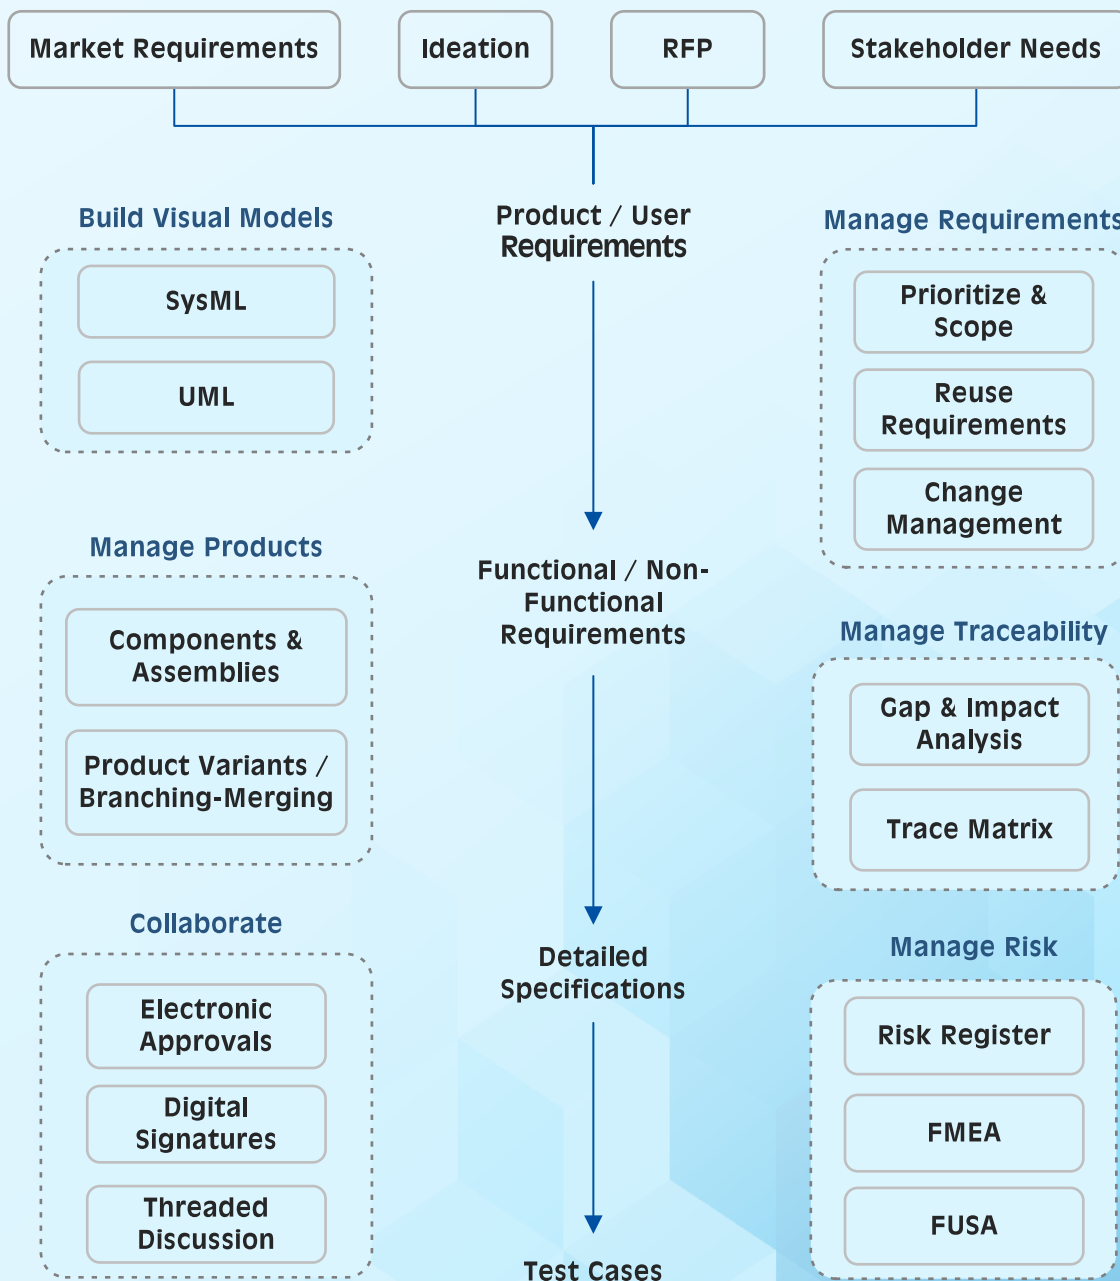 Market Requirements
Ideation
RFP
Stakeholder Needs
Build Visual Models
SysML
UML
Manage Products
Components &
Assemblies
Product Variants /
Branching-Merging
Collaborate
Electronic
Approvals
Digital
Signatures
Threaded
Discussion
Product / User
Requirements
Functional / Non-
Functional
Requirements
Detailed
Specifications
Test Cases
Manage Requirements
Prioritize &
Scope
Reuse
Requirements
Change
Management
Manage Traceability
Gap & Impact
Analysis
Trace Matrix
Manage Risk
Risk Register
FMEA
FUSA